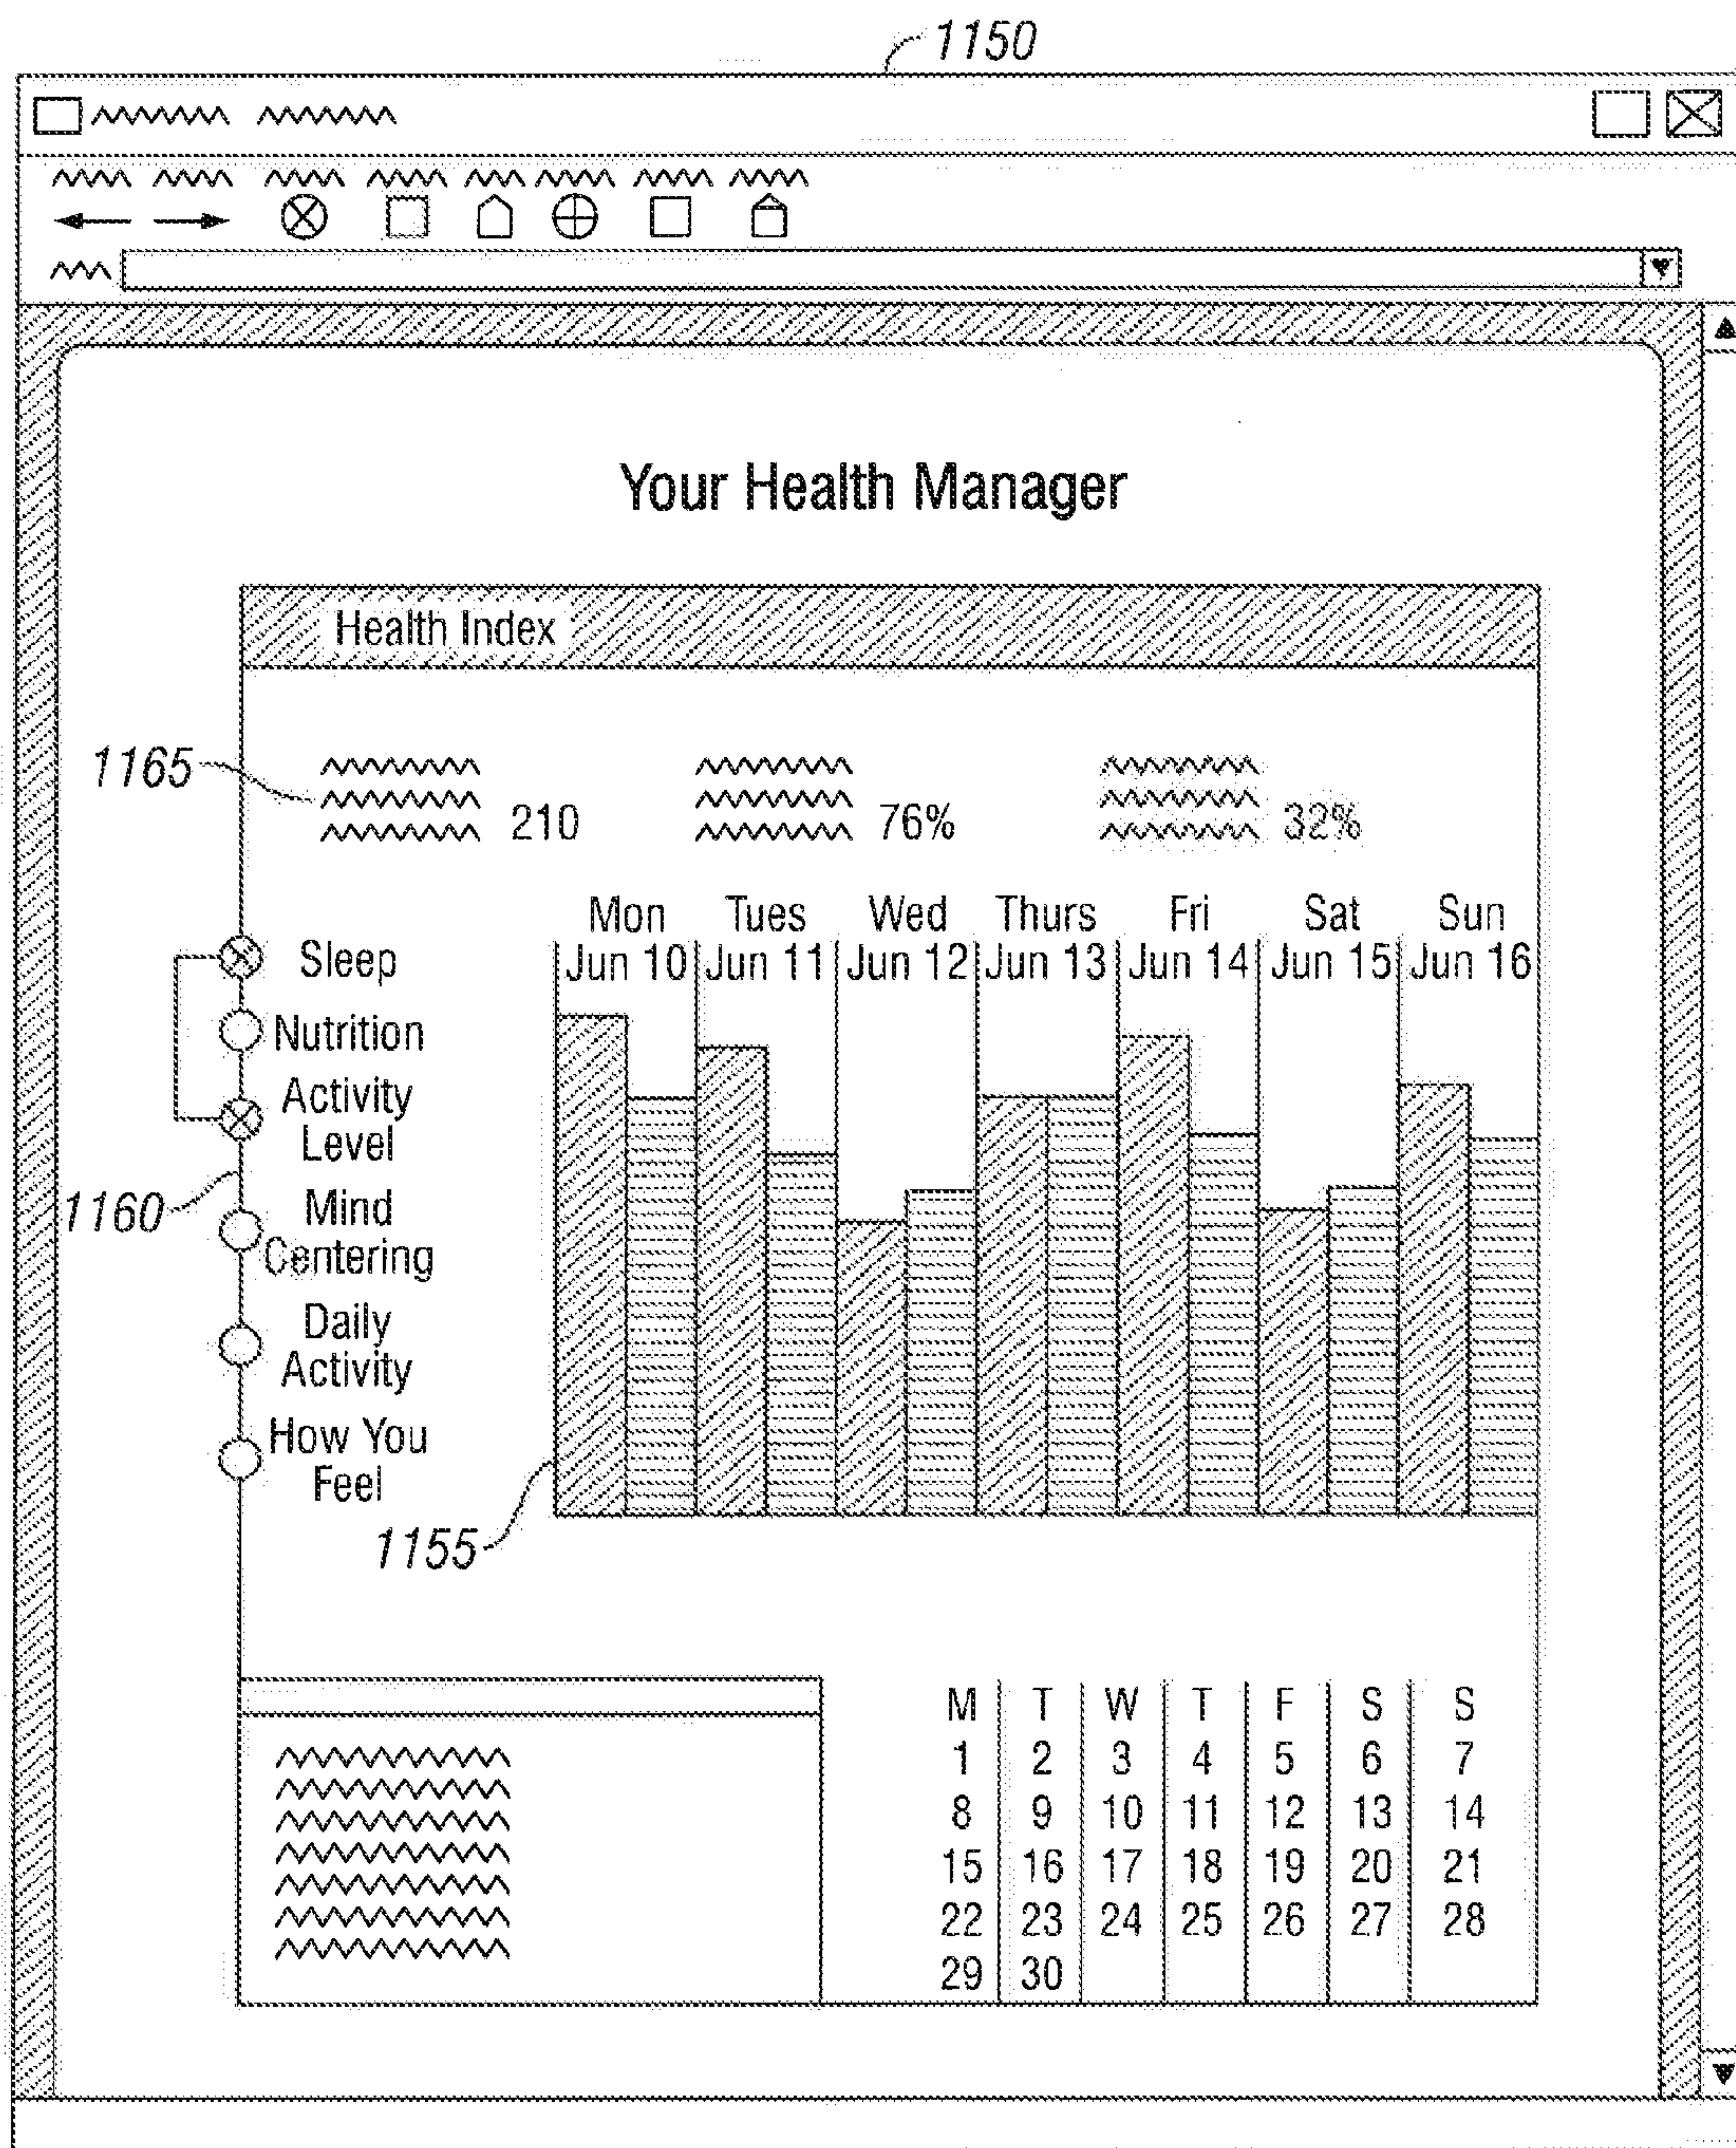 1150
Your Health Manager
Health Index
1165
210 76% 32%
Mon Tues Wed Thurs Fri Sat Sun
Jun 10 Jun 11 Jun 12 Jun 13 Jun 14 Jun 15 Jun 16
Sleep
Nutrition
Activity
Level
1160
Mind
Centering
Daily
Activity
How You
Feel
1155
M T W T F S S
1 2 3 4 5 6 7
8 9 10 11 12 13 14
15 16 17 18 19 20 21
22 23 24 25 26 27 28
29 30